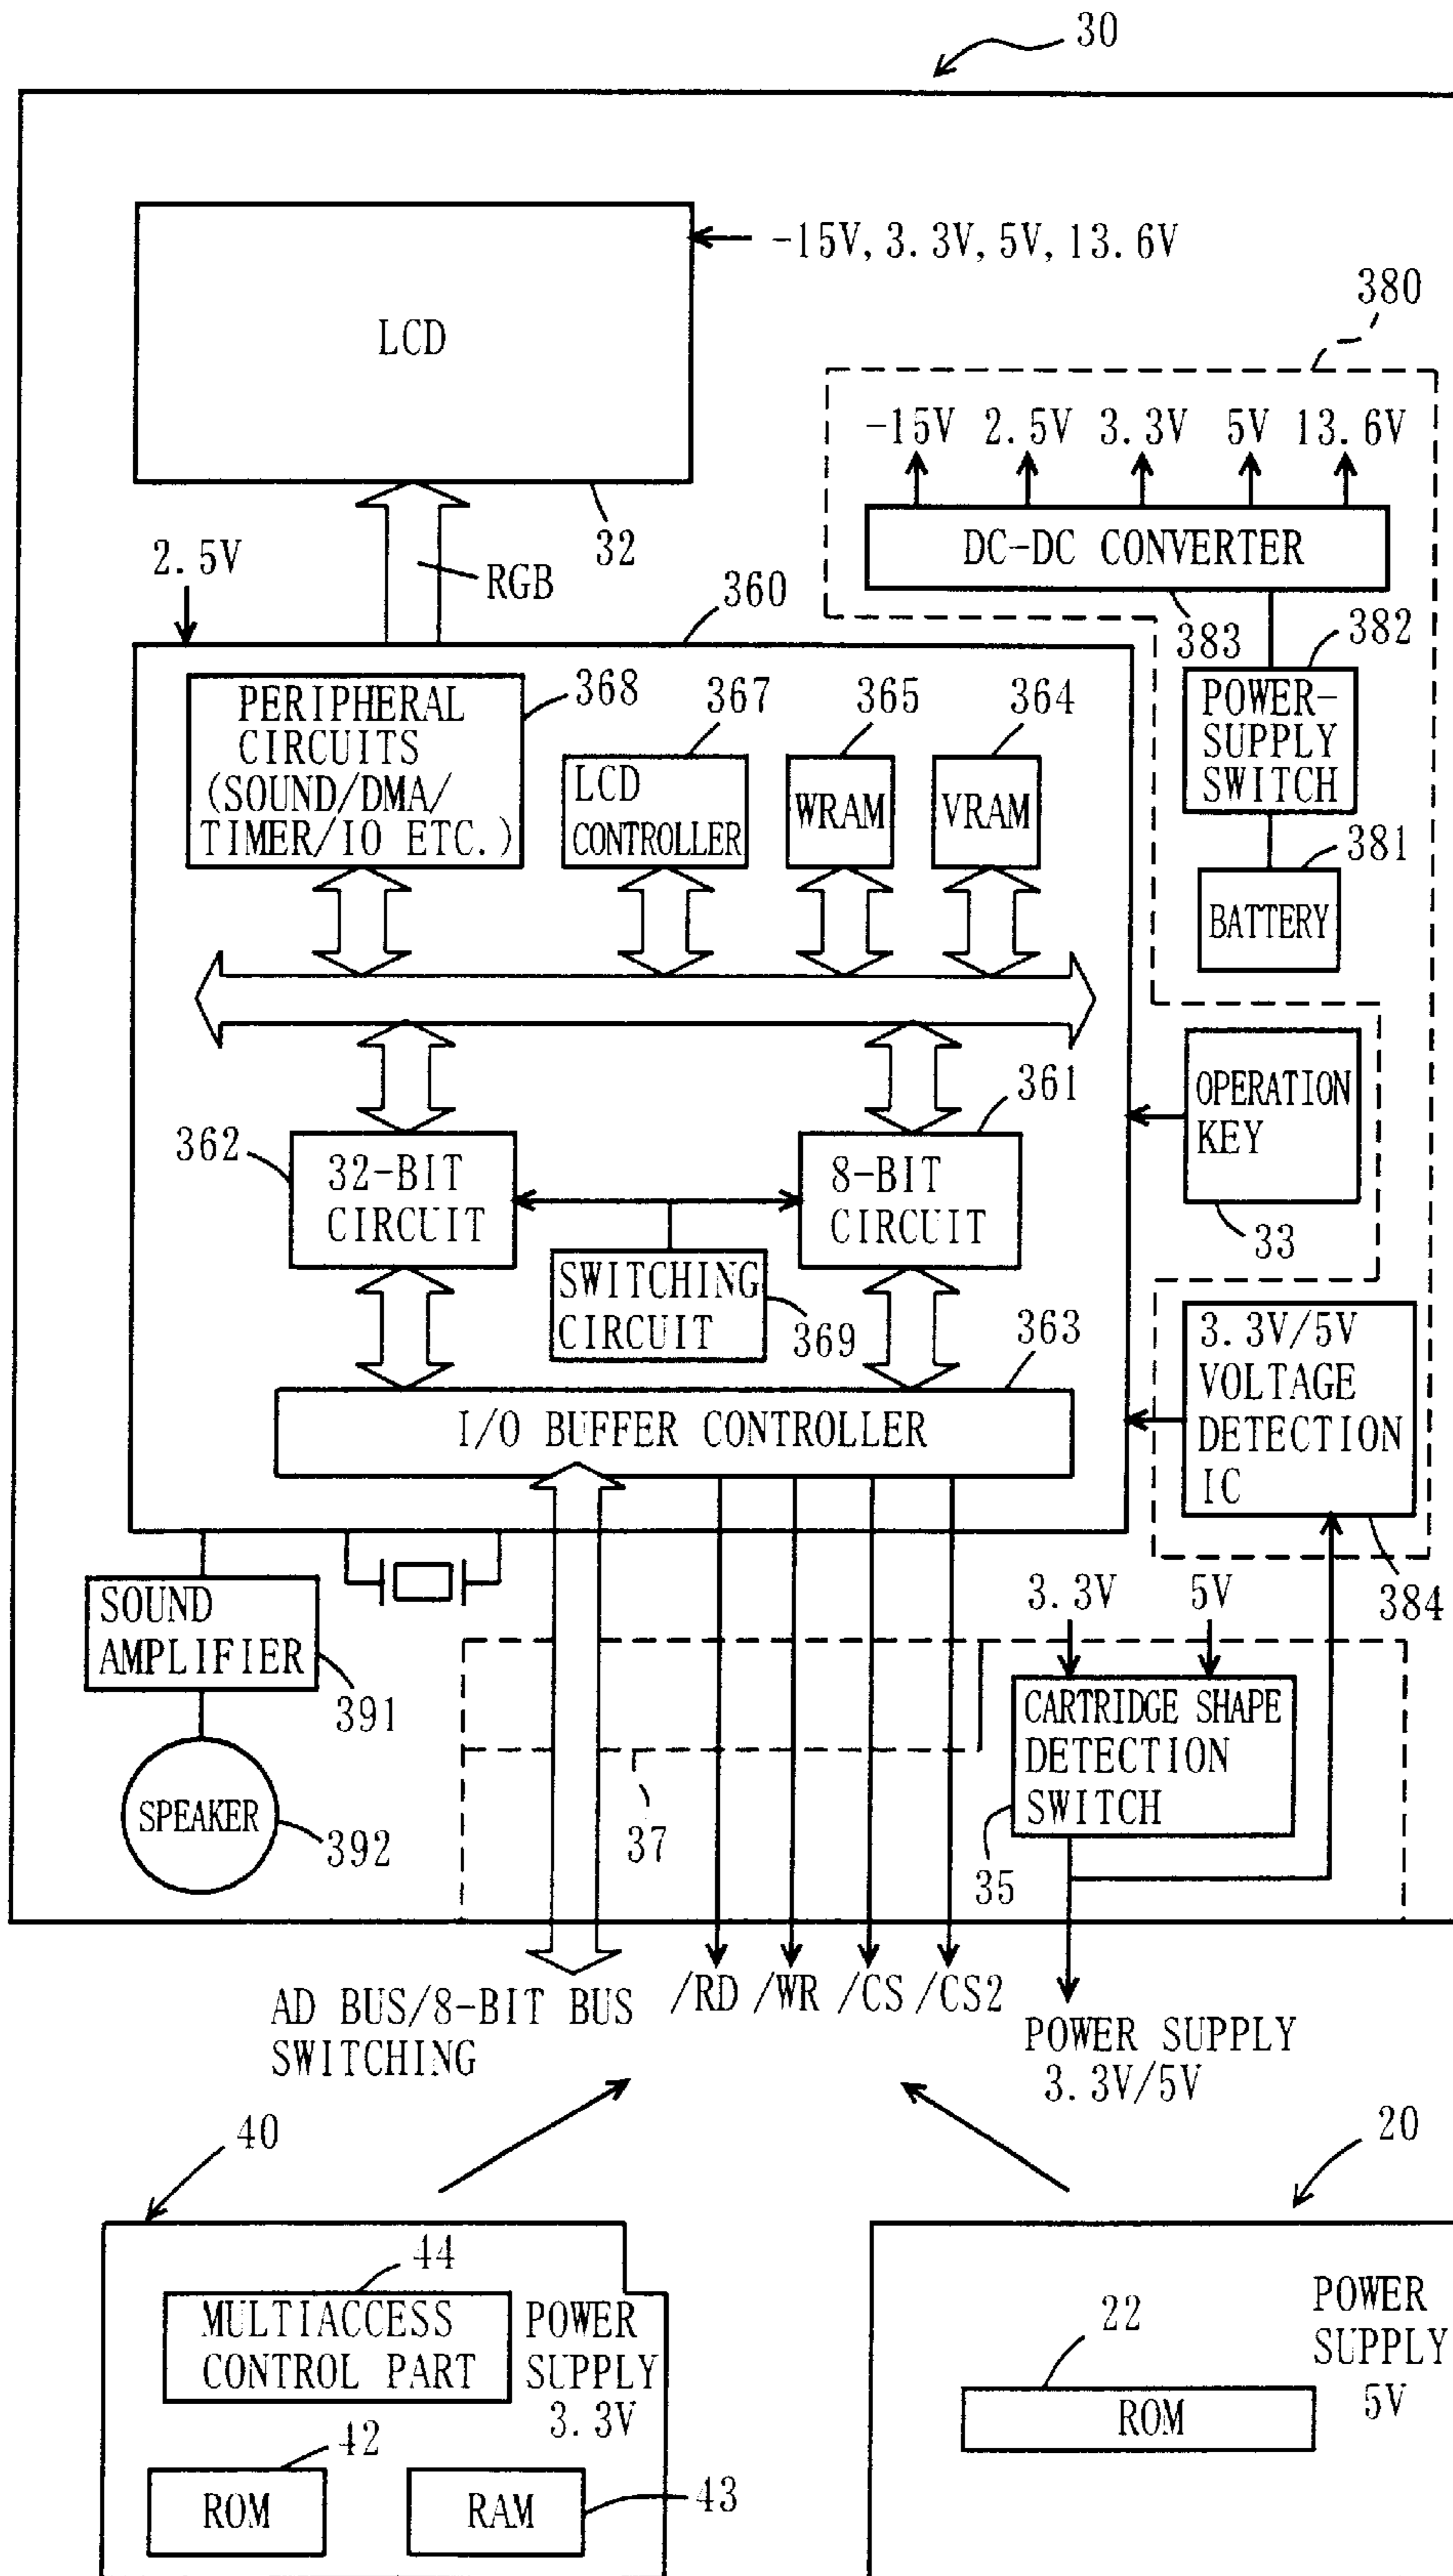 30
-15V, 3.3V, 5V, 13.6V
LCD
32
RGB
2.5V
360
380
-15V 2.5V 3.3V 5V 13.6V
DC-DC CONVERTER
383
382
POWER-
SUPPLY
SWITCH
381
BATTERY
PERIPHERAL
CIRCUITS
(SOUND/DMA/
TIMER/IO ETC.)
368
367
LCD
CONTROLLER
365
WRAM
364
VRAM
OPERATION
KEY
33
362
32-BIT
CIRCUIT
361
8-BIT
CIRCUIT
SWITCHING
CIRCUIT
369
363
I/O BUFFER CONTROLLER
3.3V/5V
VOLTAGE
DETECTION
IC
384
SOUND
AMPLIFIER
391
SPEAKER
392
37
3.3V 5V
CARTRIDGE SHAPE
DETECTION
SWITCH
35
AD BUS/8-BIT BUS
SWITCHING
/RD /WR /CS /CS2
POWER SUPPLY
3.3V/5V
40
44
MULTIACCESS
CONTROL PART
POWER
SUPPLY
3.3V
42
ROM
RAM
43
20
22
ROM
POWER
SUPPLY
5V